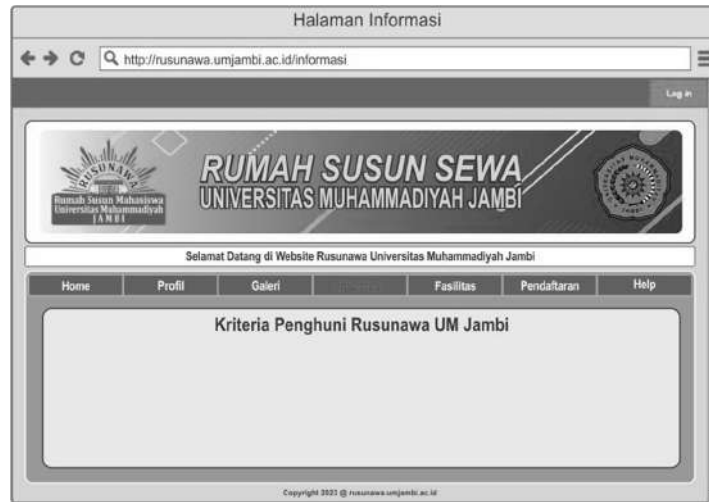 Halaman Informasi
http://rusunawa.umjambi.ac.id/informasi
Log in
RUSUNAWA
Rumah Susun Mahasiswa
Universitas Muhammadiyah
JAMBI
RUMAH SUSUN SEWA
UNIVERSITAS MUHAMMADIYAH JAMBI
Selamat Datang di Website Rusunawa Universitas Muhammadiyah Jambi
Home Profil Galeri Fasilitas Pendaftaran Help
Kriteria Penghuni Rusunawa UM Jambi
Copyright 2023 @ rusunawa.umjambi.ac.id